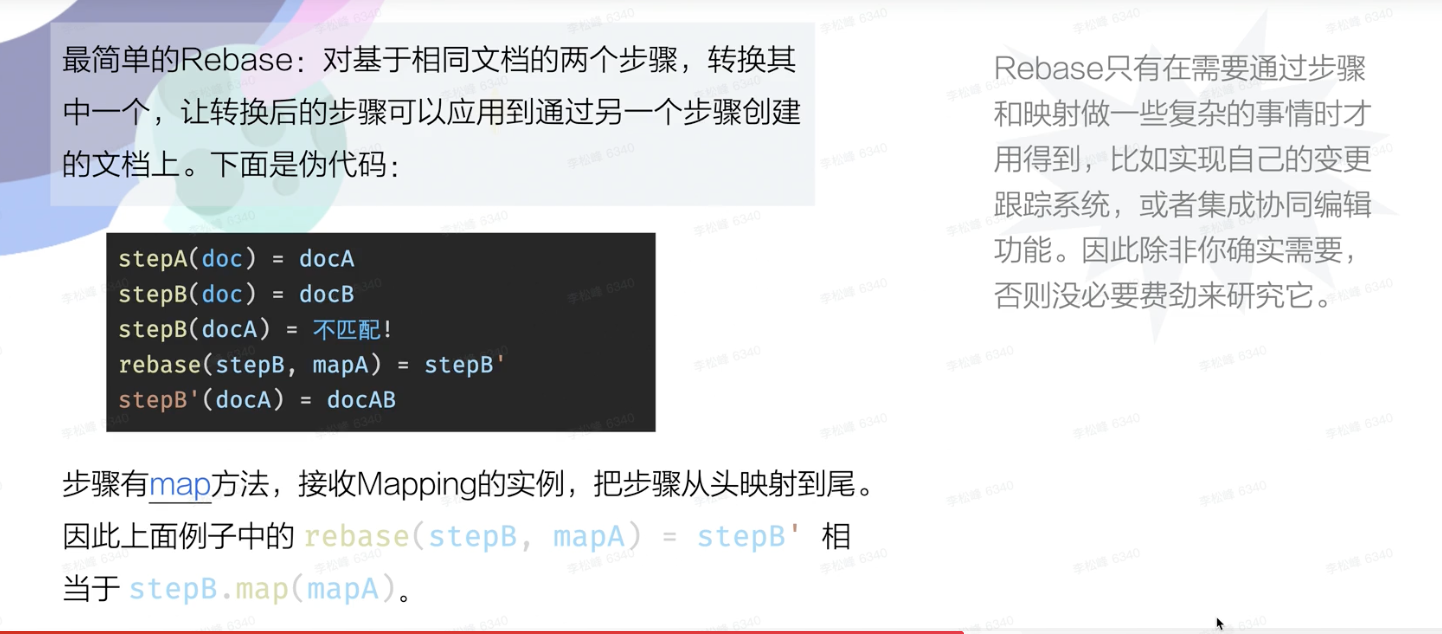 最简单的Rebase：对基于相同文档的两个步骤，转换其
中一个，让转换后的步骤可以应用到通过另一个步骤创建
的文档上。下面是伪代码：
stepA(doc) = docA
stepB(doc) = docB
stepB(docA) = 不匹配!
rebase(stepB, mapA) = stepB'
stepB'(docA) = docAB
步骤有map方法，接收Mapping的实例，把步骤从头映射到尾。
因此上面例子中的 rebase(stepB, mapA) = stepB' 相
当于 stepB.map(mapA)。
Rebase只有在需要通过步骤
和映射做一些复杂的事情时才
用得到，比如实现自己的变更
跟踪系统，或者集成协同编辑
功能。因此除非你确实需要，
否则没必要费劲来研究它。
李松峰 6340